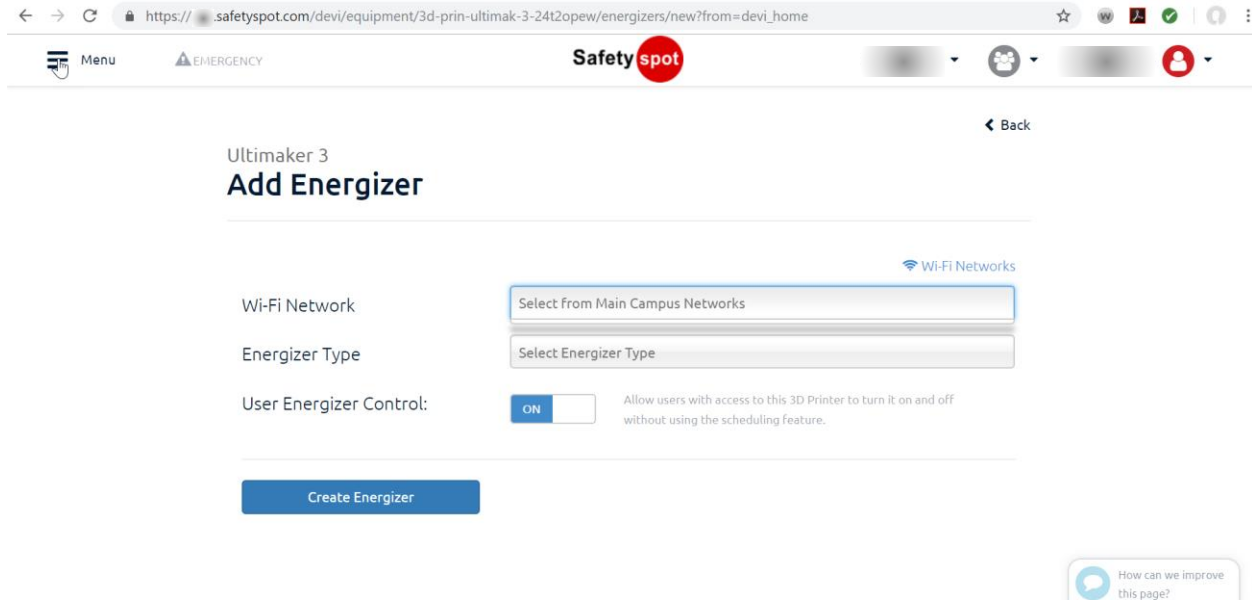 https:// .safetyspot.com/devi/equipment/3d-prin-ultimak-3-24t2opew/energizers/new?from=devi_home
Menu
EMERGENCY
Safety spot
Back
Ultimaker 3
Add Energizer
Wi-Fi Networks
Wi-Fi Network
Select from Main Campus Networks
Energizer Type
Select Energizer Type
User Energizer Control:
ON
Allow users with access to this 3D Printer to turn it on and off
without using the scheduling feature.
Create Energizer
How can we improve
this page?